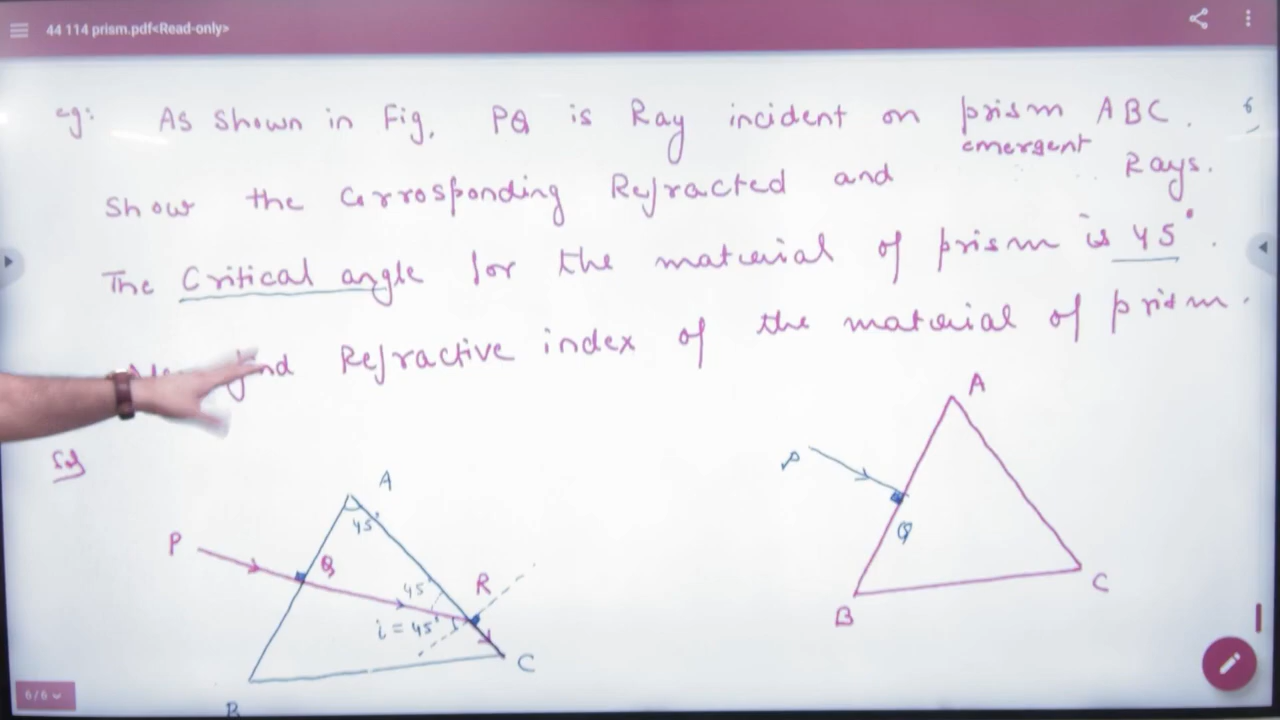 44 114 prism.pdf<Read-only>
eg: As Shown in Fig, PQ is Ray incident on prism ABC. 6
Show the Corrosponding Refracted and emergent Rays.
The Critical angle for the material of prism is 45°.
Refractive index of the material of prism.
Sol
A
45°
P
Q
45
R
i = 45°
C
B
A
P
Q
B
C
6/6